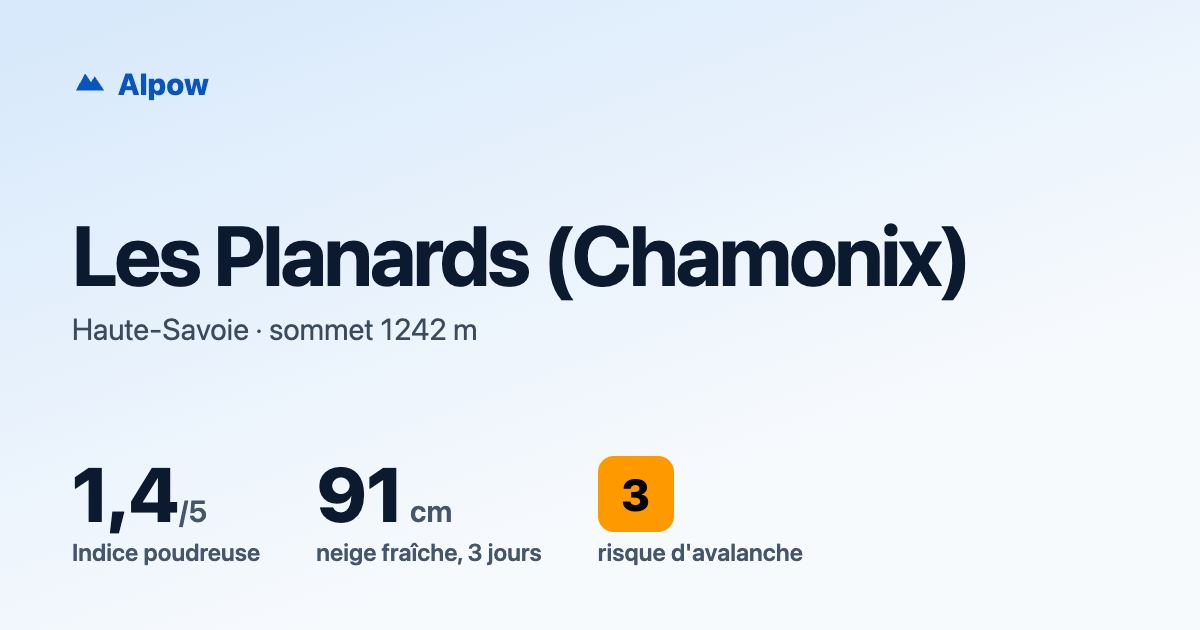 Alpow
Les Planards (Chamonix)
Haute-Savoie · sommet 1242 m
1,4/5
Indice poudreuse
91 cm
neige fraîche, 3 jours
3
risque d'avalanche